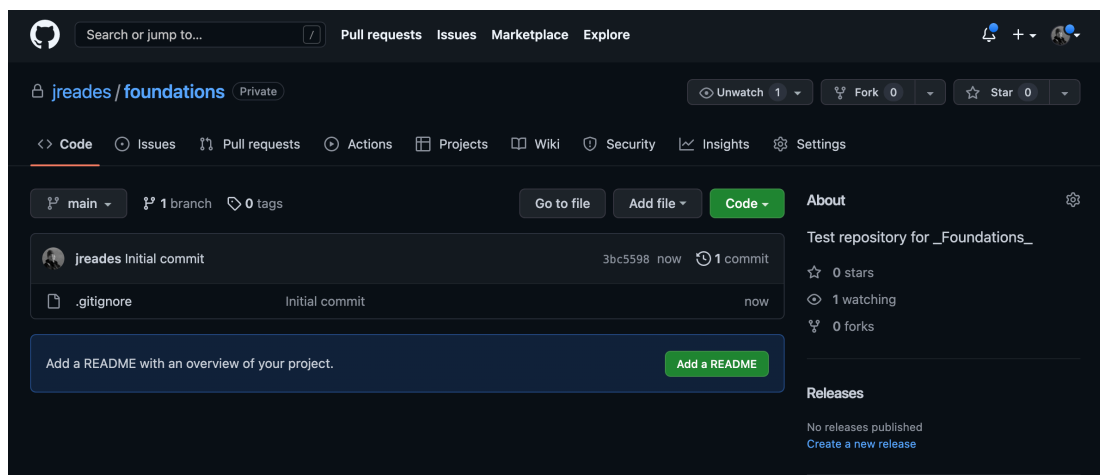 Search or jump to... / Pull requests Issues Marketplace Explore
jreades / foundations Private Unwatch 1 Fork 0 Star 0
Code Issues Pull requests Actions Projects Wiki Security Insights Settings
main 1 branch 0 tags Go to file Add file Code
About
Test repository for _Foundations_
jreades Initial commit 3bc5598 now 1 commit
0 stars
.gitignore Initial commit now
1 watching
0 forks
Add a README with an overview of your project. Add a README
Releases
No releases published
Create a new release